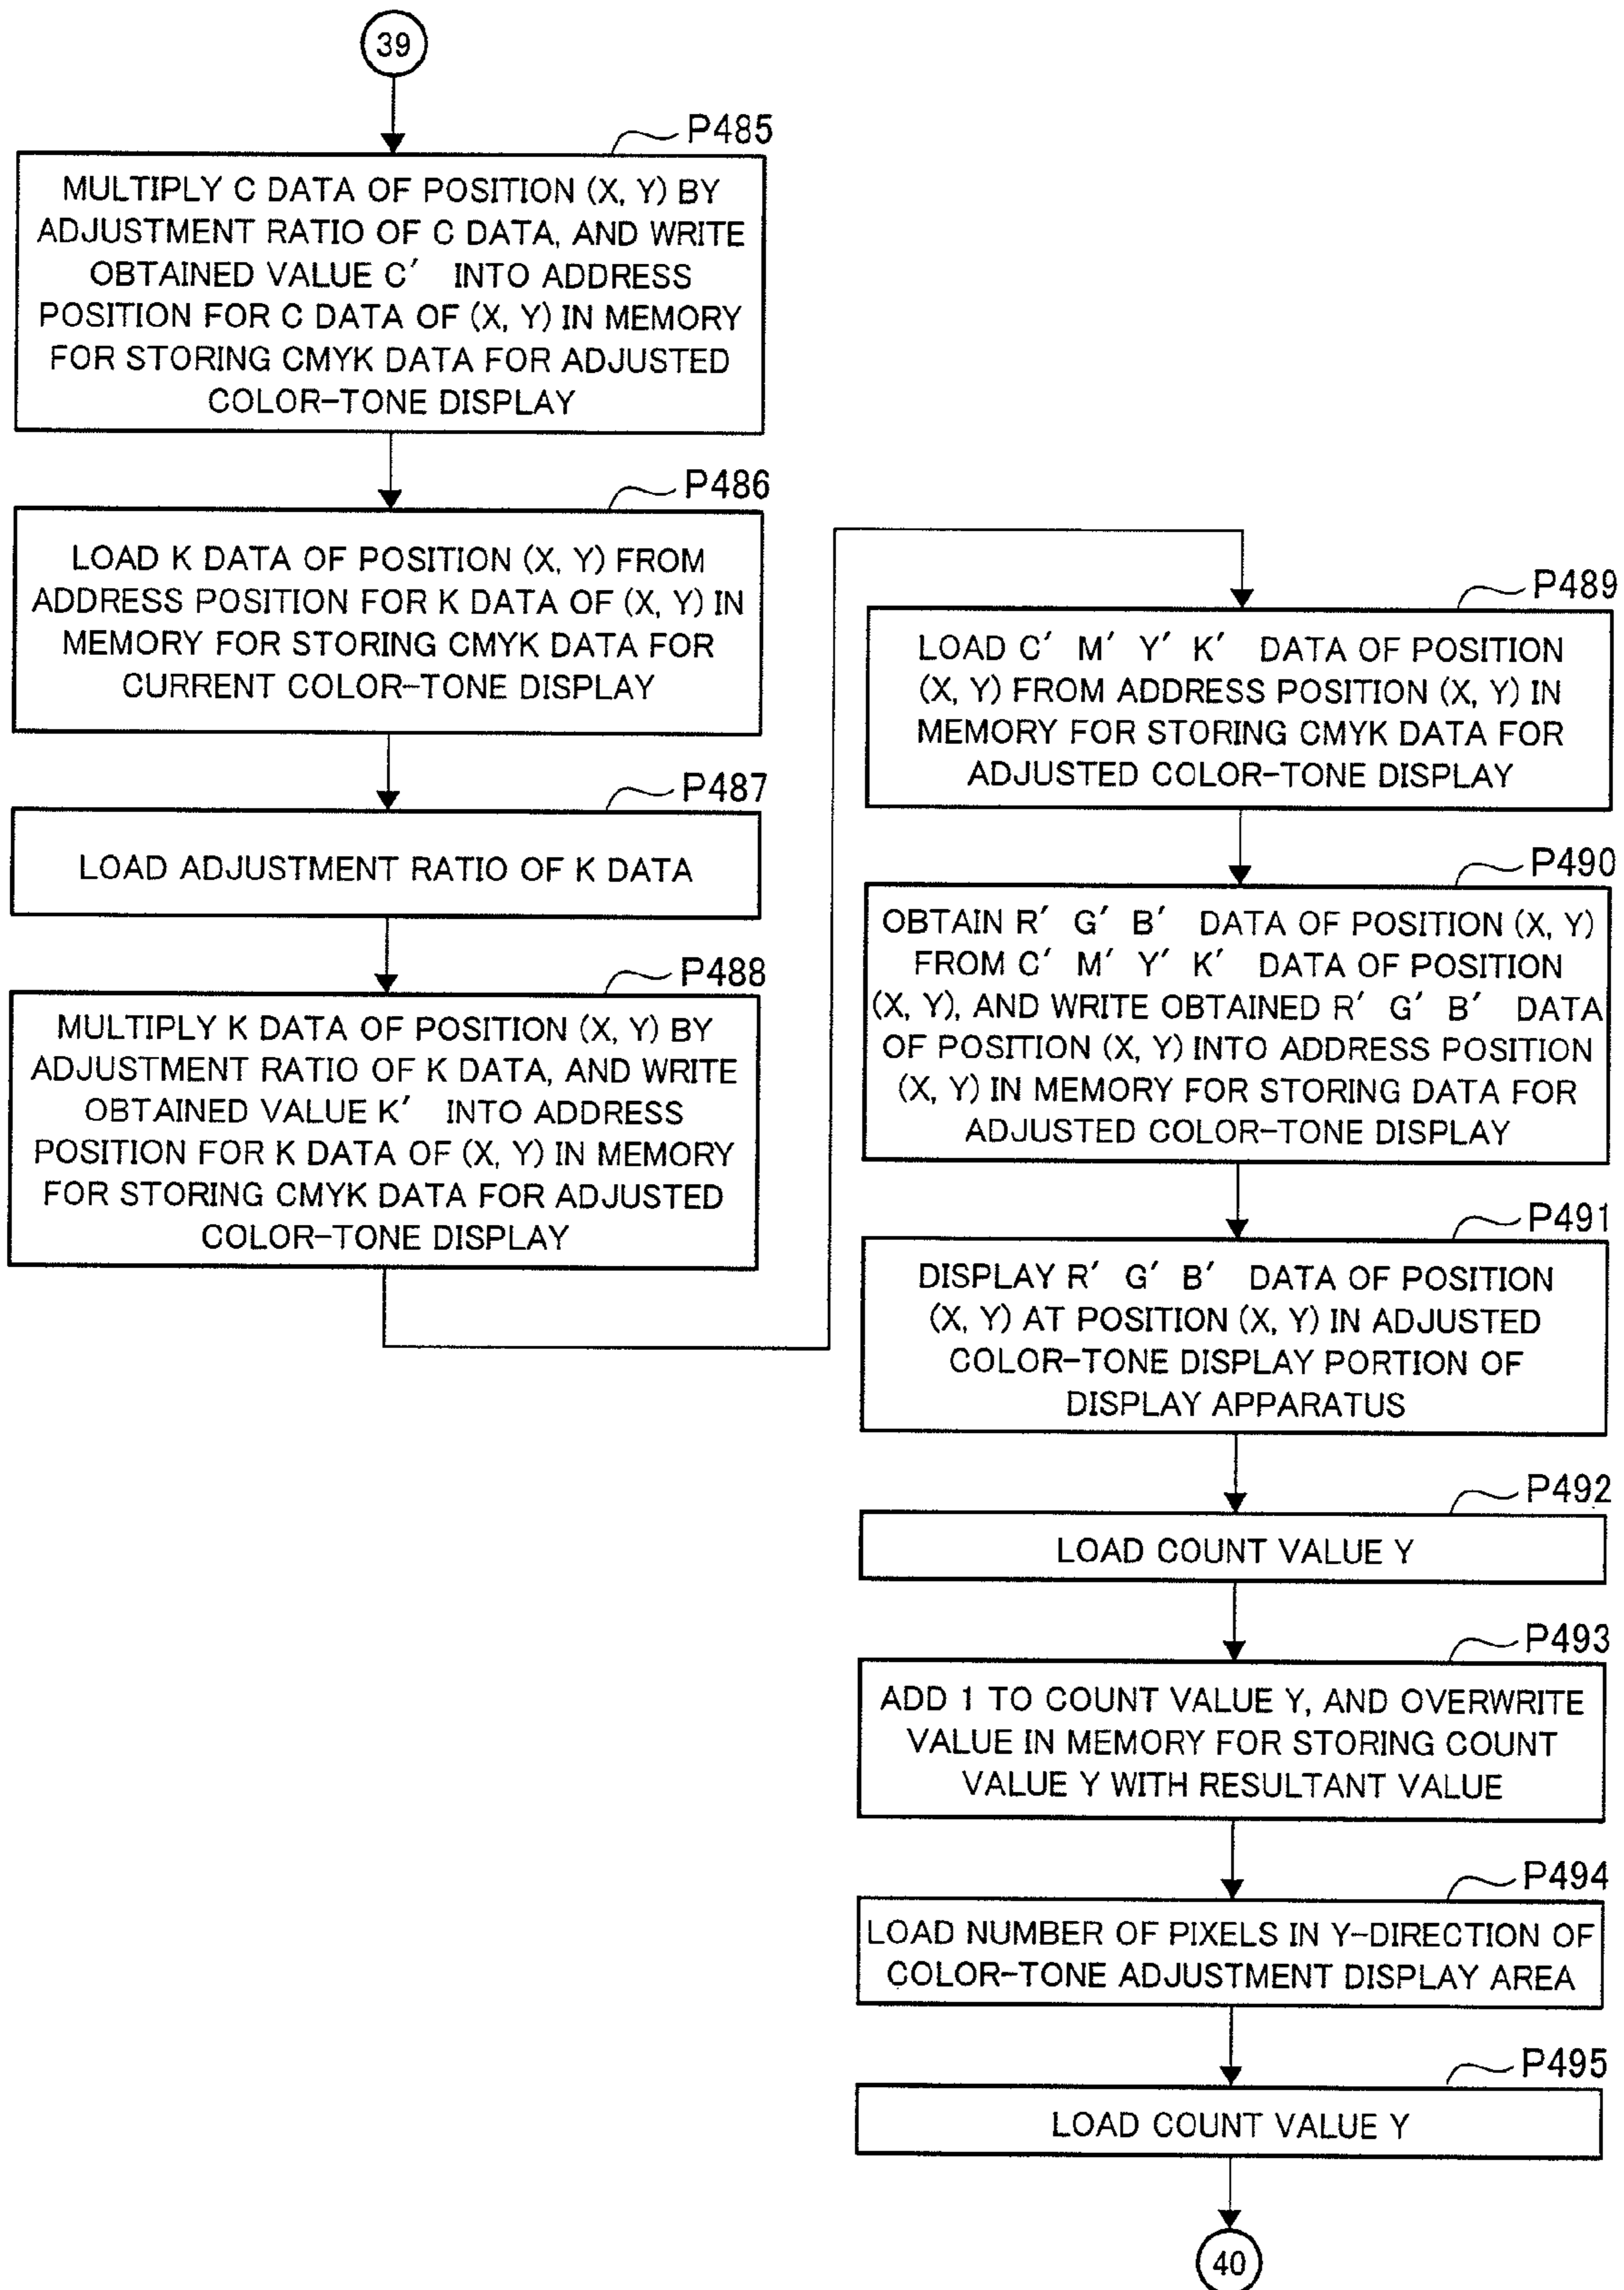 39
P485
MULTIPLY C DATA OF POSITION (X, Y) BY
ADJUSTMENT RATIO OF C DATA, AND WRITE
OBTAINED VALUE C′ INTO ADDRESS
POSITION FOR C DATA OF (X, Y) IN MEMORY
FOR STORING CMYK DATA FOR ADJUSTED
COLOR-TONE DISPLAY
P486
LOAD K DATA OF POSITION (X, Y) FROM
ADDRESS POSITION FOR K DATA OF (X, Y) IN
MEMORY FOR STORING CMYK DATA FOR
CURRENT COLOR-TONE DISPLAY
P487
LOAD ADJUSTMENT RATIO OF K DATA
P488
MULTIPLY K DATA OF POSITION (X, Y) BY
ADJUSTMENT RATIO OF K DATA, AND WRITE
OBTAINED VALUE K′ INTO ADDRESS
POSITION FOR K DATA OF (X, Y) IN MEMORY
FOR STORING CMYK DATA FOR ADJUSTED
COLOR-TONE DISPLAY
P489
LOAD C′ M′ Y′ K′ DATA OF POSITION
(X, Y) FROM ADDRESS POSITION (X, Y) IN
MEMORY FOR STORING CMYK DATA FOR
ADJUSTED COLOR-TONE DISPLAY
P490
OBTAIN R′ G′ B′ DATA OF POSITION (X, Y)
FROM C′ M′ Y′ K′ DATA OF POSITION
(X, Y), AND WRITE OBTAINED R′ G′ B′ DATA
OF POSITION (X, Y) INTO ADDRESS POSITION
(X, Y) IN MEMORY FOR STORING DATA FOR
ADJUSTED COLOR-TONE DISPLAY
P491
DISPLAY R′ G′ B′ DATA OF POSITION
(X, Y) AT POSITION (X, Y) IN ADJUSTED
COLOR-TONE DISPLAY PORTION OF
DISPLAY APPARATUS
P492
LOAD COUNT VALUE Y
P493
ADD 1 TO COUNT VALUE Y, AND OVERWRITE
VALUE IN MEMORY FOR STORING COUNT
VALUE Y WITH RESULTANT VALUE
P494
LOAD NUMBER OF PIXELS IN Y-DIRECTION OF
COLOR-TONE ADJUSTMENT DISPLAY AREA
P495
LOAD COUNT VALUE Y
40